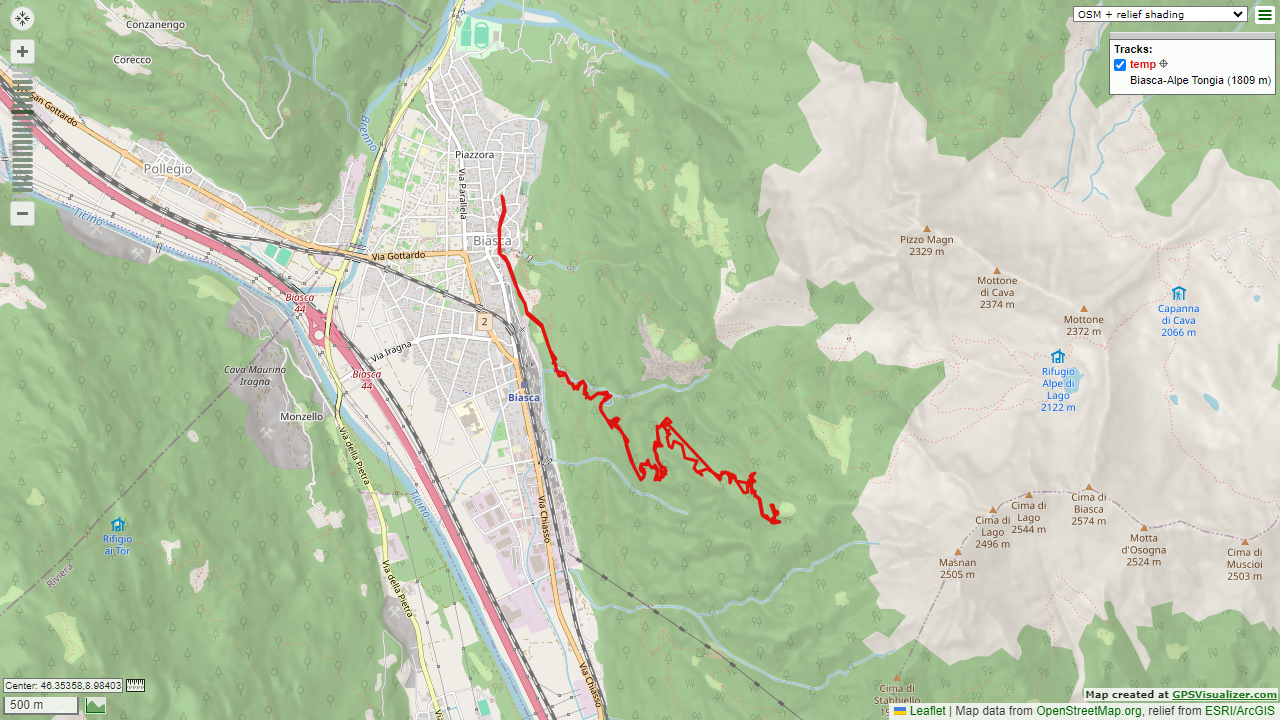 OSM + relief shading
Tracks:
temp
Biasca-Alpe Tongia (1809 m)
Conzanengo
Corecco
San Gottardo
Brenno
Piazzora
Pollegio
Via Parallela
Ticino
Biasca
Via Gottardo
Biasca
44
2
Via Iragna
Cava Maurino
Iragna
Biasca
44
Biasca
Monzello
Via della Pietra
Ticino
Via Chiasso
Rifigio
ai Tór
Riviera
Via della Pietra
Via Chiasso
Pizzo Magn
2329 m
Mottone
di Cava
2374 m
Mottone
2372 m
Capanna
di Cava
2066 m
Rifugio
Alpe di
Lago
2122 m
Cima di
Biasca
2574 m
Cima di
Lago
2544 m
Cima di
Lago
2496 m
Motta
d'Osogna
2524 m
Cima di
Muscioi
2503 m
Masnan
2505 m
Cima di
Stabbiello
Center: 46.35358,8.98403
500 m
Map created at GPSVisualizer.com
Leaflet | Map data from OpenStreetMap.org, relief from ESRI/ArcGIS